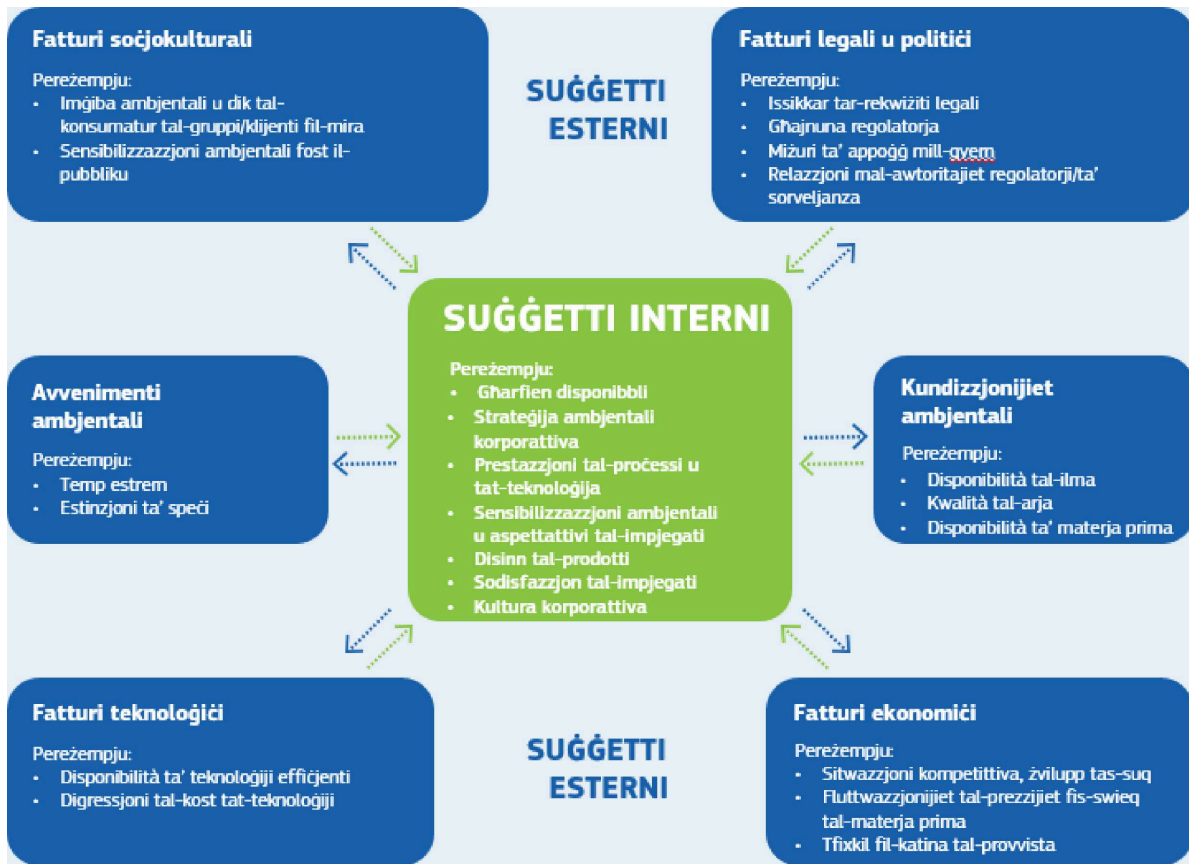 Fatturi soċjokulturali
Pereżempju:
• Imġiba ambjentali u dik tal-
konsumatur tal-gruppi/klijenti fil-mira
• Sensibilizzazzjoni ambjentali fost il-
pubbliku
SUĠĠETTI
ESTERNI
Fatturi legali u politiċi
Pereżempju:
• Issikkar tar-rekwiżiti legali
• Għajnuna regolatorja
• Miżuri ta’ appoġġ mill-gvern
• Relazzjoni mal-awtoritajiet regolatorji/ta’
sorveljanza
SUĠĠETTI INTERNI
Pereżempju:
• Għarfien disponibbli
• Strateġija ambjentali
korporattiva
• Prestazzjoni tal-proċessi u
tat-teknoloġija
• Sensibilizzazzjoni ambjentali
u aspettattivi tal-impjegati
• Disinn tal-prodotti
• Sodisfazzjon tal-impjegati
• Kultura korporattiva
Avvenimenti
ambjentali
Pereżempju:
• Temp estrem
• Estinzjoni ta’ speċi
Kundizzjonijiet
ambjentali
Pereżempju:
• Disponibilità tal-ilma
• Kwalità tal-arja
• Disponibilità ta’ materja prima
Fatturi teknoloġiċi
Pereżempju:
• Disponibilità ta’ teknoloġiji effiċjenti
• Digressjoni tal-kost tat-teknoloġiji
SUĠĠETTI
ESTERNI
Fatturi ekonomiċi
Pereżempju:
• Sitwazzjoni kompetittiva, żvilupp tas-suq
• Fluttwazzjonijiet tal-prezzijiet fis-swieq
tal-materja prima
• Tfixkil fil-katina tal-provvista